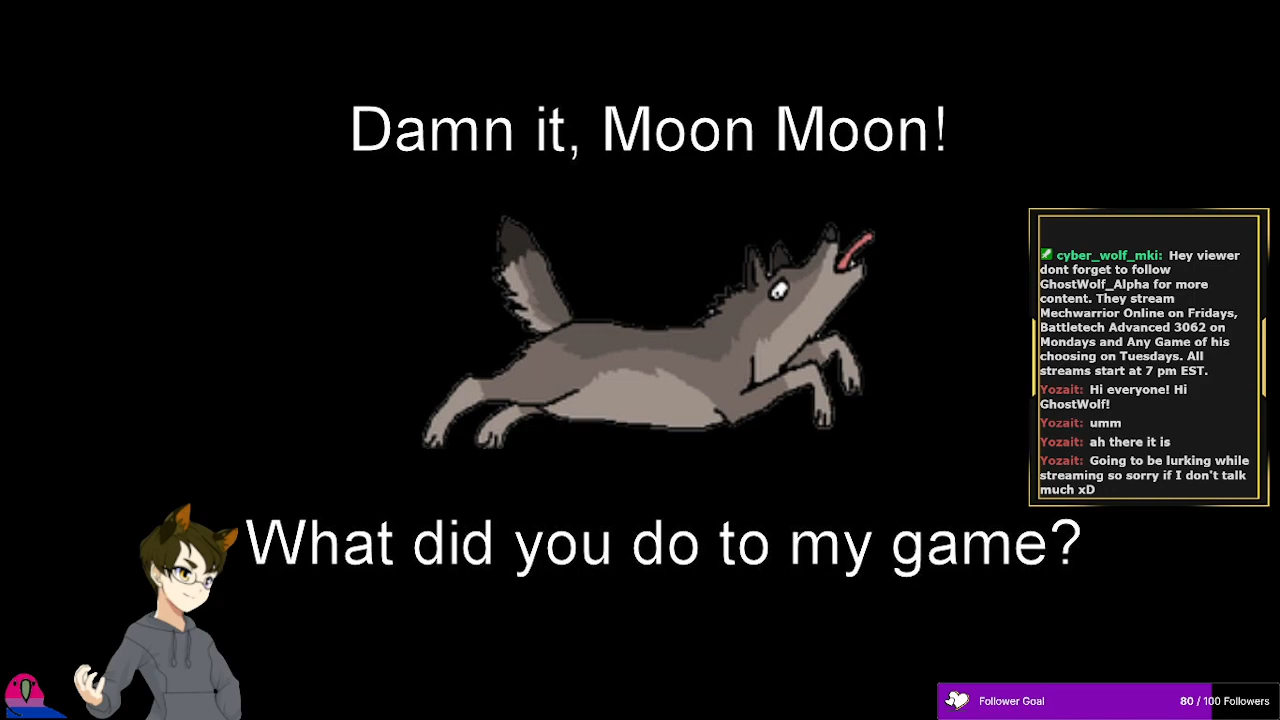 Damn it, Moon Moon!
cyber_wolf_mki: Hey viewer
dont forget to follow
GhostWolf_Alpha for more
content. They stream
Mechwarrior Online on Fridays,
Battletech Advanced 3062 on
Mondays and Any Game of his
choosing on Tuesdays. All
streams start at 7 pm EST.
Yozait: Hi everyone! Hi
GhostWolf!
Yozait: umm
Yozait: ah there it is
Yozait: Going to be lurking while
streaming so sorry if I don't talk
much xD
What did you do to my game?
Follower Goal 80 / 100 Followers